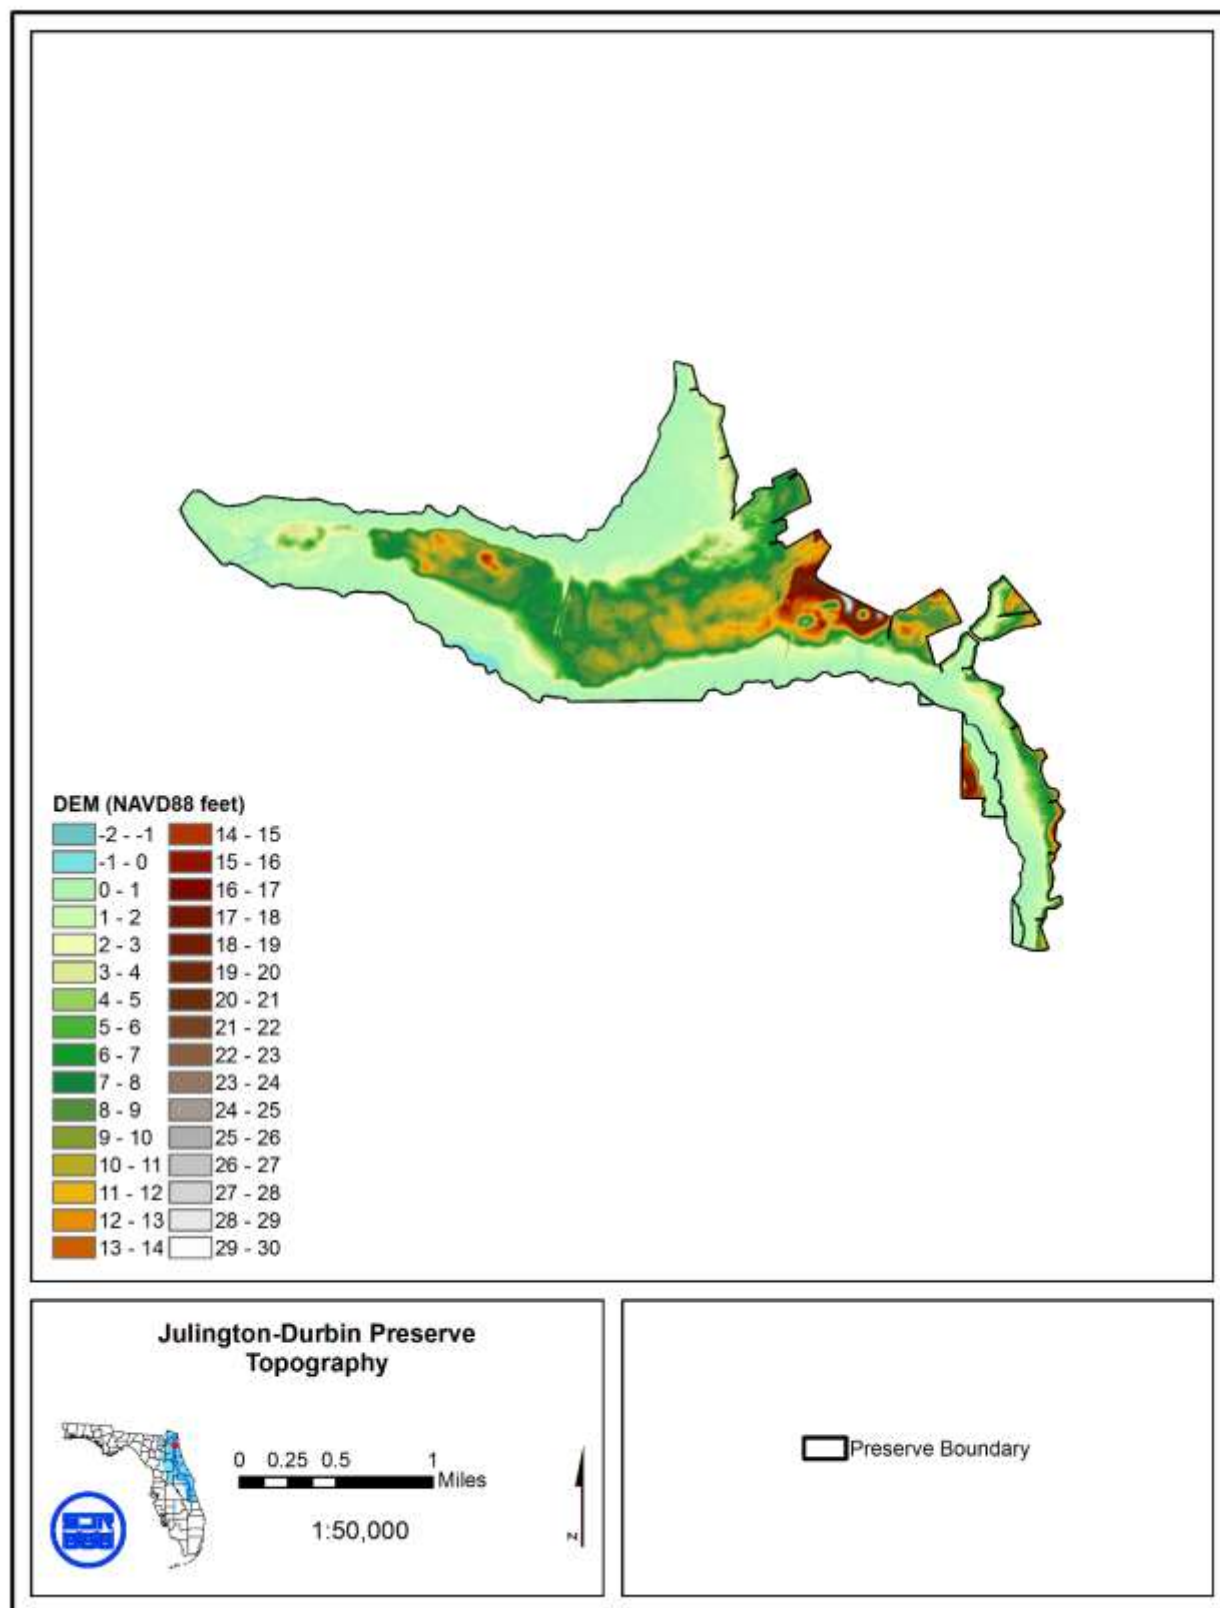 DEM (NAVD88 feet)
-2 - -1
-1 - 0
0 - 1
1 - 2
2 - 3
3 - 4
4 - 5
5 - 6
6 - 7
7 - 8
8 - 9
9 - 10
10 - 11
11 - 12
12 - 13
13 - 14
14 - 15
15 - 16
16 - 17
17 - 18
18 - 19
19 - 20
20 - 21
21 - 22
22 - 23
23 - 24
24 - 25
25 - 26
26 - 27
27 - 28
28 - 29
29 - 30
Julington-Durbin Preserve
Topography
0 0.25 0.5 1
Miles
1:50,000
N
Preserve Boundary